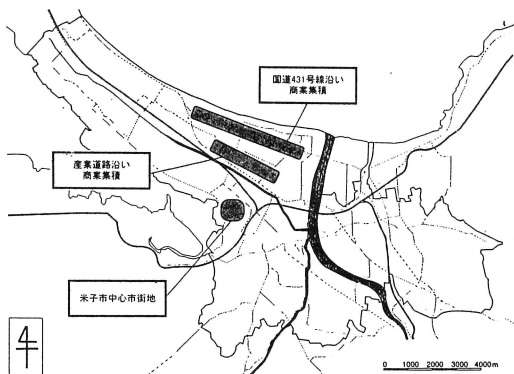 国道431号線沿い
商業集積
産業道路沿い
商業集積
米子市中心市街地
0 1000 2000 3000 4000m